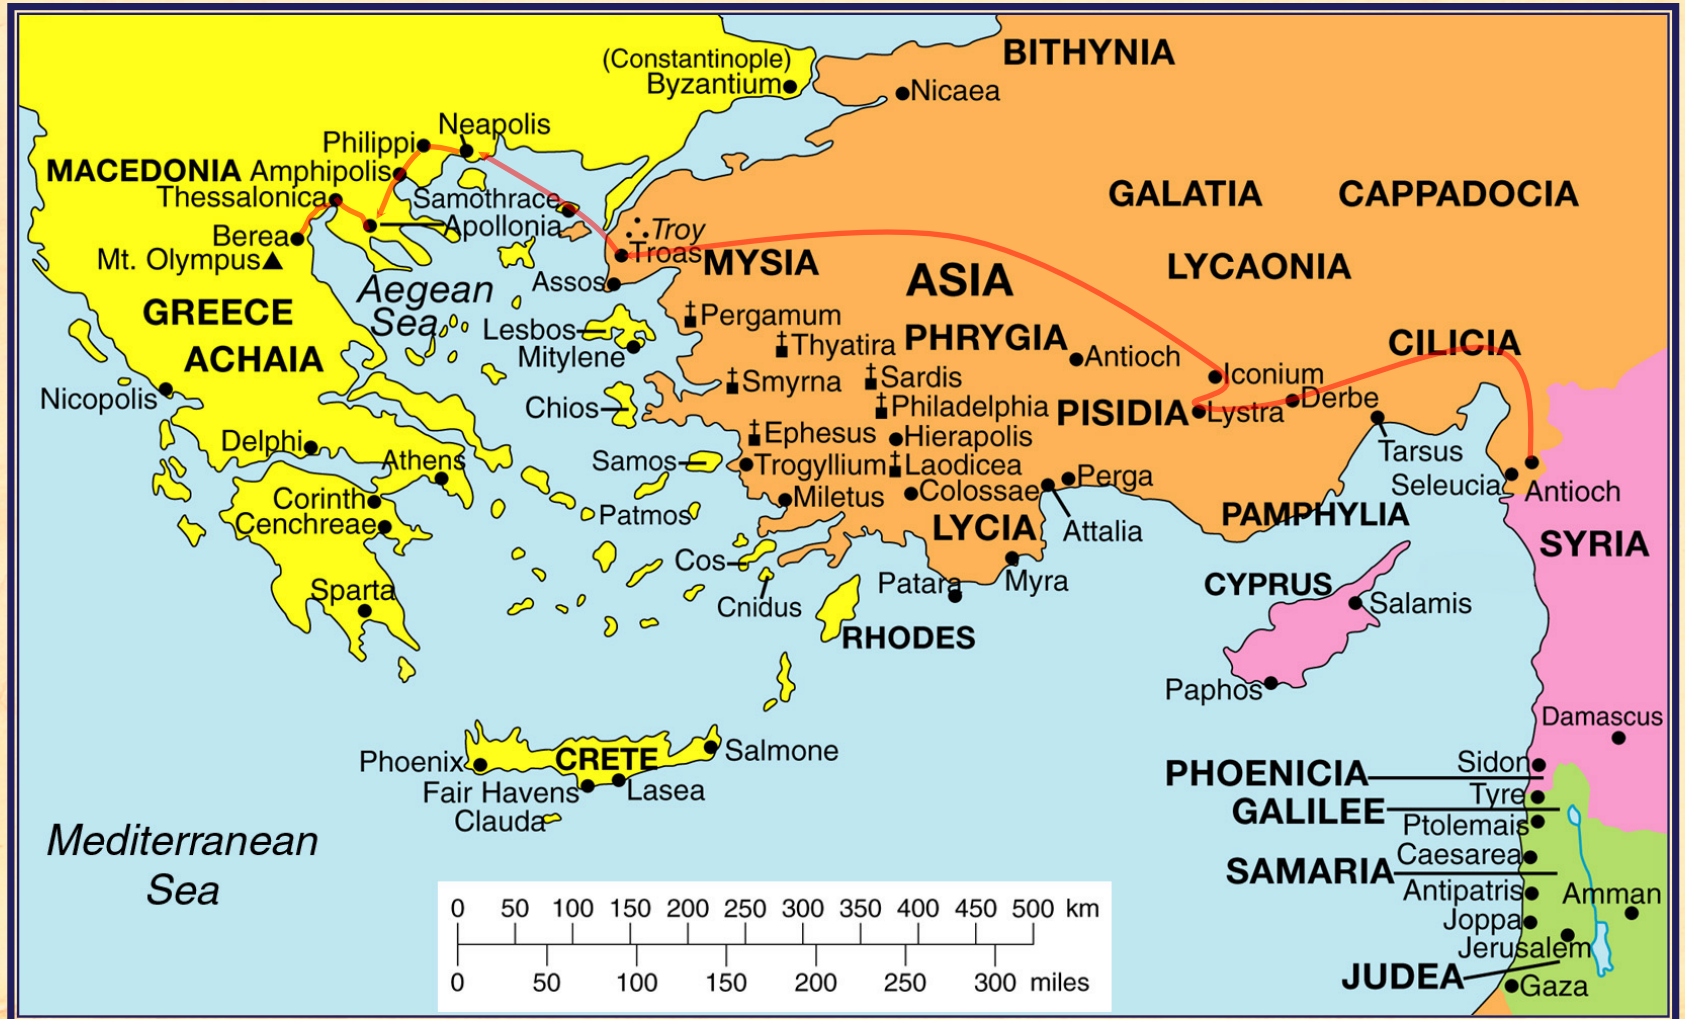 BITHYNIA
(Constantinople)
Byzantium
Nicaea
Neapolis
Philippi
MACEDONIA
Amphipolis
Thessalonica
Samothrace
Apollonia
GALATIA
CAPPADOCIA
Berea
Mt. Olympus
Troy
Troas
MYSIA
ASIA
LYCAONIA
Assos
Aegean
Sea
GREECE
ACHAIA
Pergamum
Lesbos
Mitylene
Thyatira
PHRYGIA
Antioch
CILICIA
Iconium
Nicopolis
Smyrna
Sardis
Chios
Philadelphia
PISIDIA
Lystra
Derbe
Delphi
Athens
Ephesus
Hierapolis
Tarsus
Samos
Trogyllium
Laodicea
Perga
Seleucia
Antioch
Corinth
Cenchreae
Miletus
Colossae
Patmos
Attalia
PAMPHYLIA
LYCIA
SYRIA
Cos
Cnidus
Patara
Myra
CYPRUS
Salamis
Sparta
RHODES
Paphos
Damascus
Phoenix
CRETE
Salmone
Fair Havens
Lasea
Clauda
PHOENICIA
Sidon
Tyre
GALILEE
Ptolemais
Caesarea
SAMARIA
Antipatris
Amman
Joppa
Jerusalem
JUDEA
Gaza
Mediterranean
Sea
0 50 100 150 200 250 300 350 400 450 500 km
0 50 100 150 200 250 300 miles